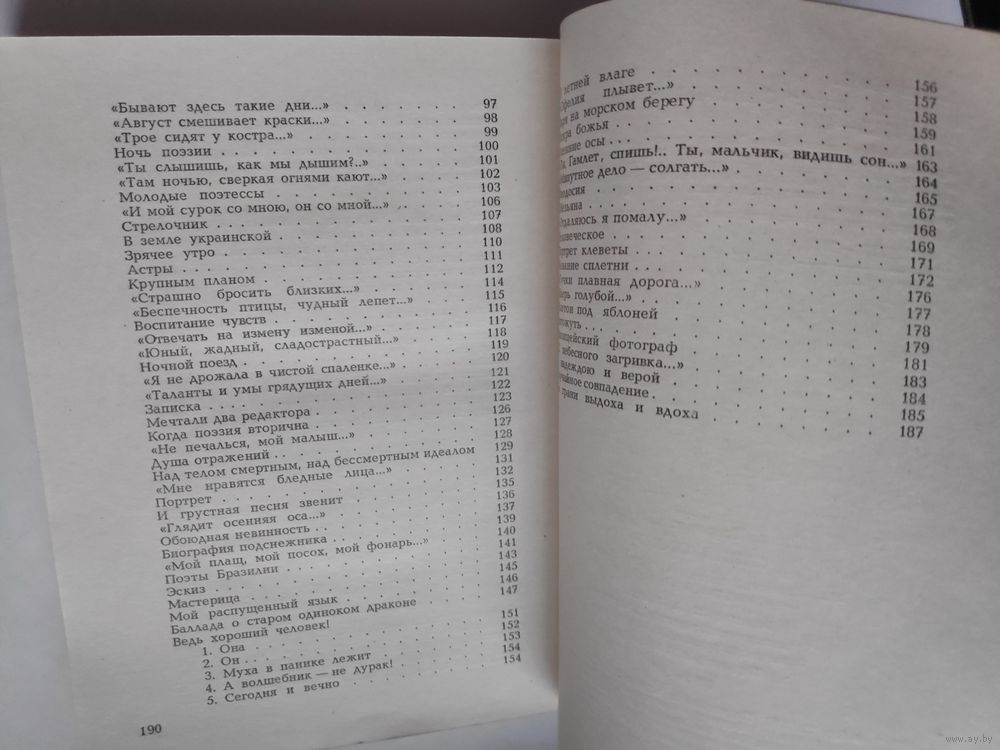 «Бывают здесь такие дни...» . . . . . . . 97
«Август смешивает краски...» . . . . . . . 98
«Трое сидят у костра...» . . . . . . . 99
Ночь поэзии . . . . . . . 100
«Ты слышишь, как мы дышим?..» . . . . . . . 101
«Там ночью, сверкая огнями кают...» . . . . . . . 102
Молодые поэтессы . . . . . . . 103
«И мой сурок со мною, он со мной...» . . . . . . . 106
Стрелочник . . . . . . . 107
В земле украинской . . . . . . . 108
Зрячее утро . . . . . . . 110
Астры . . . . . . . 111
Крупным планом . . . . . . . 112
«Страшно бросить близких...» . . . . . . . 114
«Беспечность птицы, чудный лепет...» . . . . . . . 115
Воспитание чувств . . . . . . . 116
«Отвечать на измену изменой...» . . . . . . . 117
«Юный, жадный, сладострастный...» . . . . . . . 118
Ночной поезд . . . . . . . 119
«Я не дрожала в чистой спаленке...» . . . . . . . 120
«Таланты и умы грядущих дней...» . . . . . . . 121
Записка . . . . . . . 122
Мечтали два редактора . . . . . . . 123
Когда поэзия вторична . . . . . . . 126
«Не печалься, мой малыш...» . . . . . . . 127
Душа отражений . . . . . . . 128
Над телом смертным, над бессмертным идеалом 129
«Мне нравятся бледные лица...» . . . . . . . 131
Портрет . . . . . . . 132
И грустная песня звенит . . . . . . . 135
«Глядит осенняя оса...» . . . . . . . 136
Обоюдная невинность . . . . . . . 137
Биография подснежника . . . . . . . 139
«Мой плащ, мой посох, мой фонарь...» . . . . . . . 140
Поэты Бразилии . . . . . . . 141
Эскиз . . . . . . . 143
Мастерица . . . . . . . 145
Мой распущенный язык . . . . . . . 146
Баллада о старом одиноком драконе . . . . . . . 147
Ведь хороший человек!
1. Она . . . . . . . 151
2. Он . . . . . . . 152
3. Муха в панике лежит . . . . . . . 153
4. А волшебник — не дурак! . . . . . . . 154
5. Сегодня и вечно . . . . . . . 154
190
летней влаге . . . . . . . 156
плывет...» . . . . . . . 157
на морском берегу . . . . . . . 158
божья . . . . . . . 159
осы . . . . . . . 161
Гамлет, спишь!.. Ты, мальчик, видишь сон...» 163
дело — солгать...» . . . . . . . 164
. . . . . . . 165
. . . . . . . 167
помалу...» . . . . . . . 168
. . . . . . . 169
клеветы . . . . . . . 171
сплетни . . . . . . . 172
плавная дорога...» . . . . . . . 176
голубой...» . . . . . . . 177
под яблоней . . . . . . . 178
. . . . . . . 179
фотограф . . . . . . . 181
небесного загривка...» . . . . . . . 183
и верой . . . . . . . 184
совпадение . . . . . . . 185
грани выдоха и вдоха . . . . . . . 187
www.ay.by